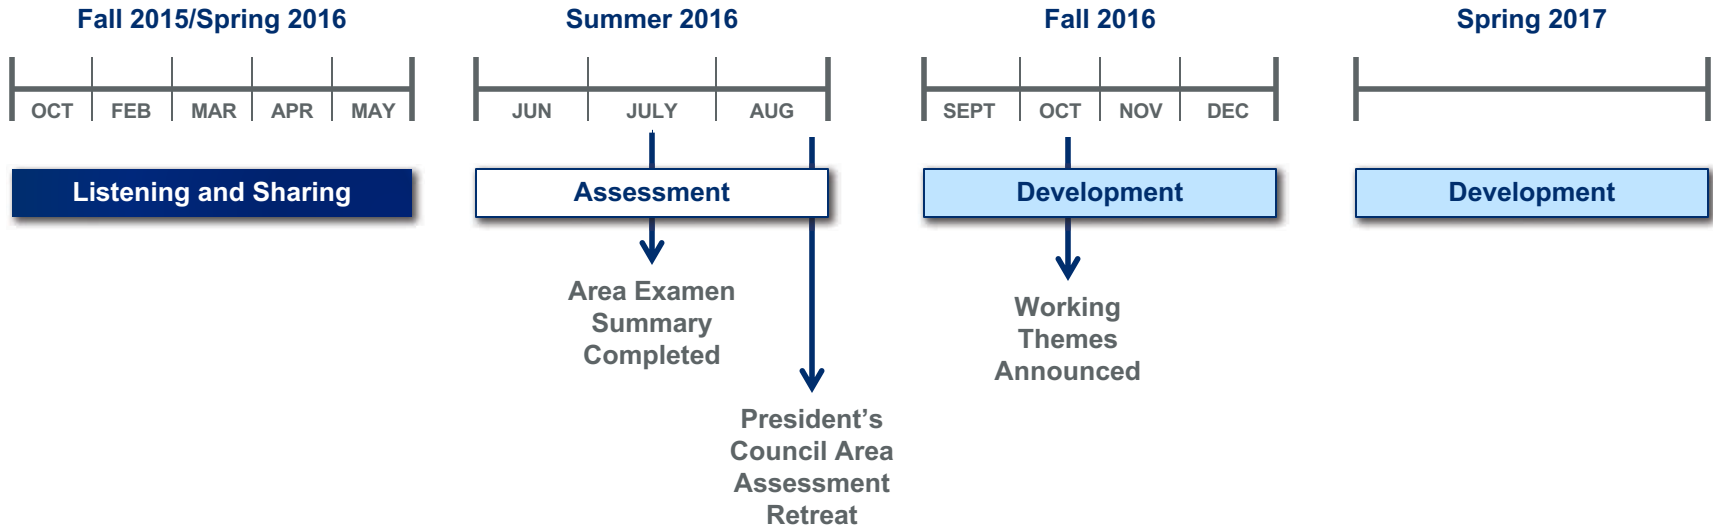 Fall 2015/Spring 2016
Summer 2016
Fall 2016
Spring 2017
OCT FEB MAR APR MAY
JUN JULY AUG
SEPT OCT NOV DEC
Listening and Sharing
Assessment
Development
Development
Area Examen
Summary
Completed
President’s
Council Area
Assessment
Retreat
Working
Themes
Announced